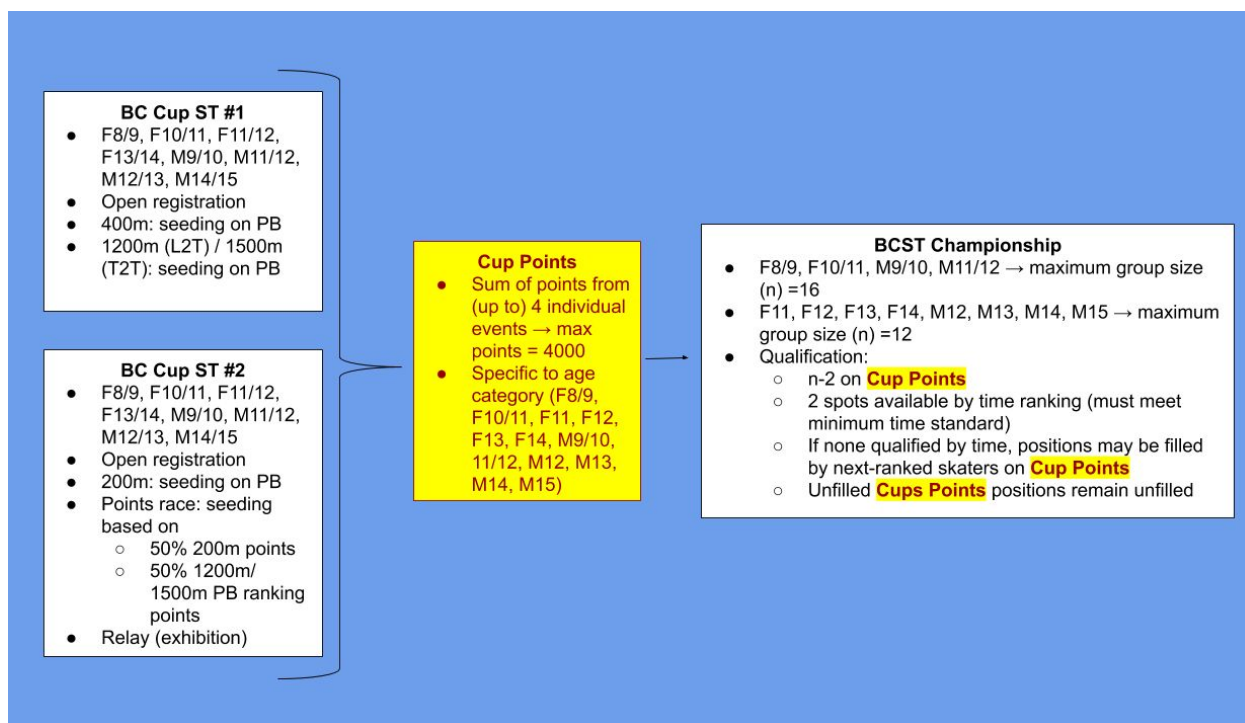 BC Cup ST #1
● F8/9, F10/11, F11/12,
F13/14, M9/10, M11/12,
M12/13, M14/15
● Open registration
● 400m: seeding on PB
● 1200m (L2T) / 1500m
(T2T): seeding on PB
BC Cup ST #2
● F8/9, F10/11, F11/12,
F13/14, M9/10, M11/12,
M12/13, M14/15
● Open registration
● 200m: seeding on PB
● Points race: seeding
based on
○ 50% 200m points
○ 50% 1200m/
1500m PB ranking
points
● Relay (exhibition)
Cup Points
● Sum of points from
(up to) 4 individual
events → max
points = 4000
● Specific to age
category (F8/9,
F10/11, F11, F12,
F13, F14, M9/10,
11/12, M12, M13,
M14, M15)
BCST Championship
● F8/9, F10/11, M9/10, M11/12 → maximum group size
(n) =16
● F11, F12, F13, F14, M12, M13, M14, M15 → maximum
group size (n) =12
● Qualification:
○ n-2 on Cup Points
○ 2 spots available by time ranking (must meet
minimum time standard)
○ If none qualified by time, positions may be filled
by next-ranked skaters on Cup Points
○ Unfilled Cups Points positions remain unfilled